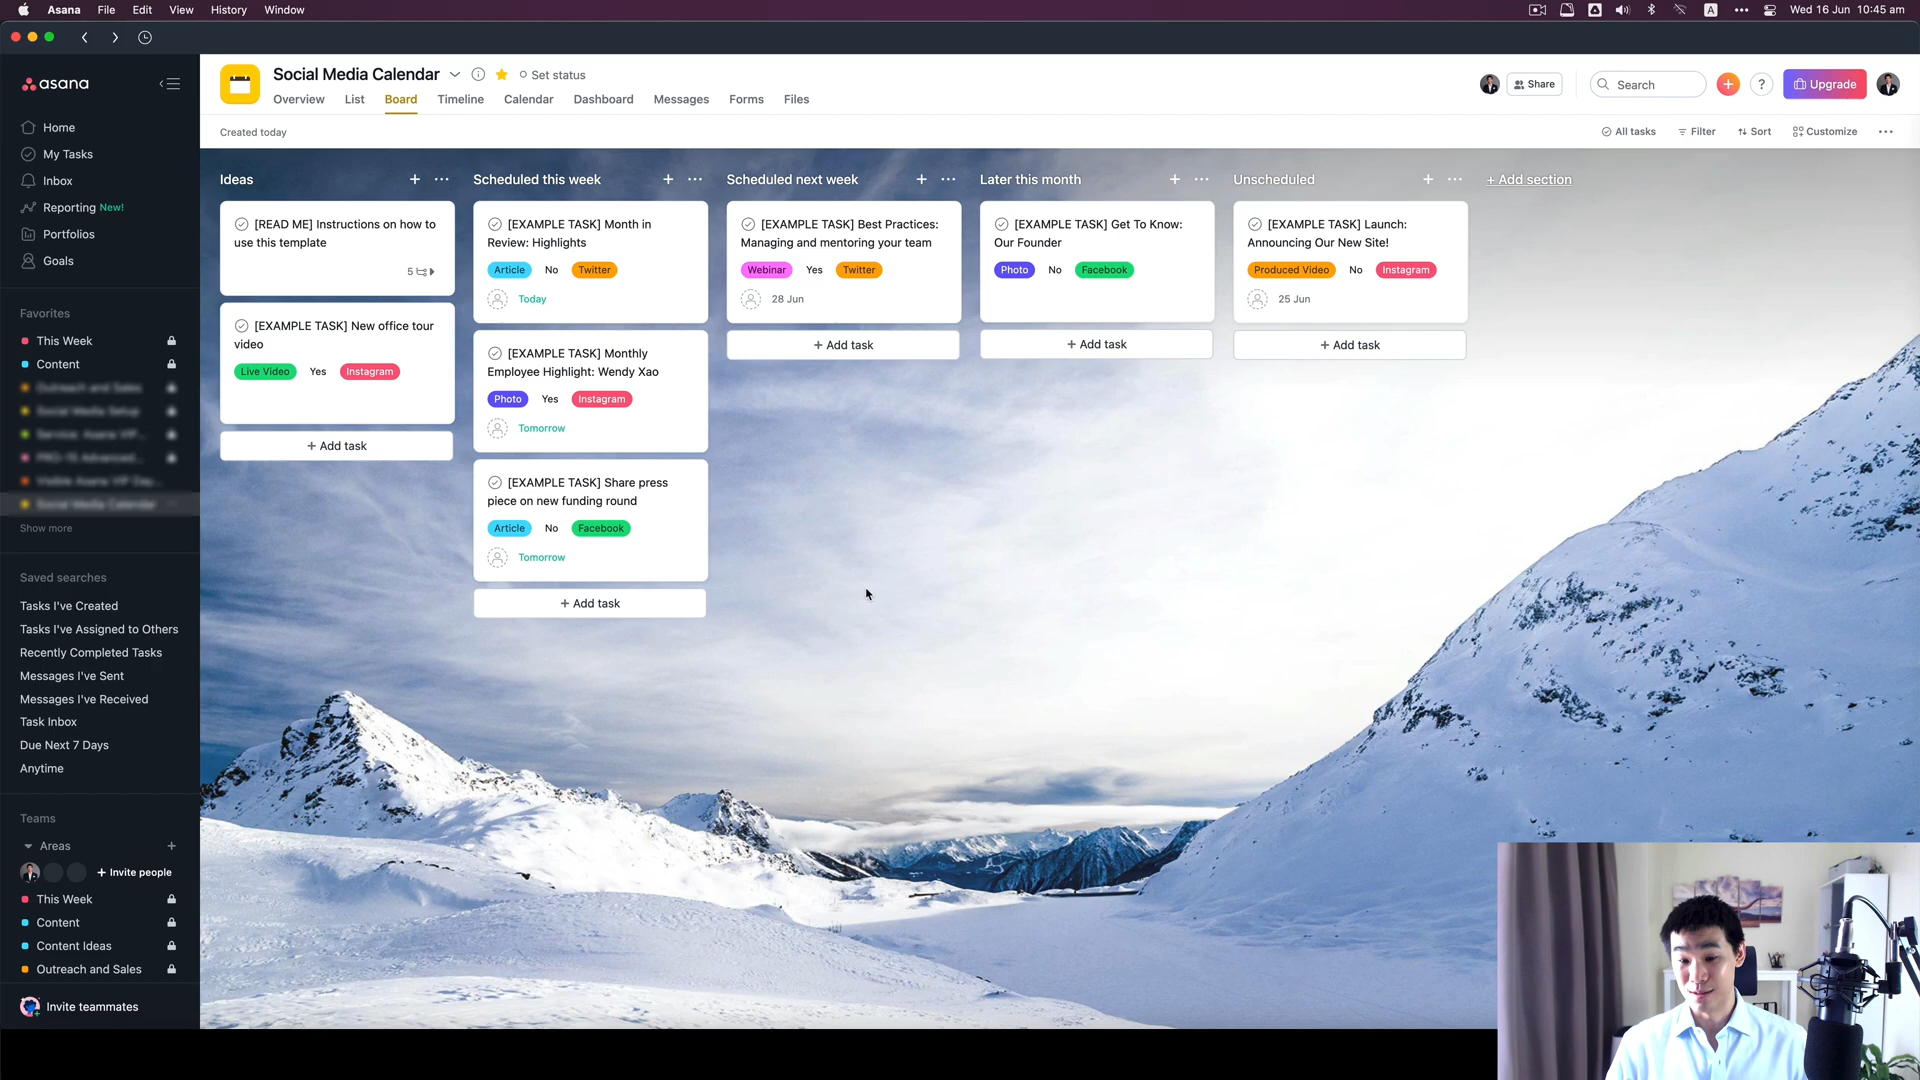 Asana File Edit View History Window
A
Wed 16 Jun 10:45 am
asana
Home
My Tasks
Inbox
Reporting New!
Portfolios
Goals
Favorites
This Week
Content
Social Media Calendar
Show more
Saved searches
Tasks I've Created
Tasks I've Assigned to Others
Recently Completed Tasks
Messages I've Sent
Messages I've Received
Task Inbox
Due Next 7 Days
Anytime
Teams
Areas
+ Invite people
This Week
Content
Content Ideas
Outreach and Sales
Invite teammates
Social Media Calendar
Set status
Overview List Board Timeline Calendar Dashboard Messages Forms Files
Share
Search
?
Upgrade
Created today
All tasks Filter Sort Customize
Ideas
[READ ME] Instructions on how to
use this template
5
[EXAMPLE TASK] New office tour
video
Live Video Yes Instagram
+ Add task
Scheduled this week
[EXAMPLE TASK] Month in
Review: Highlights
Article No Twitter
Today
[EXAMPLE TASK] Monthly
Employee Highlight: Wendy Xao
Photo Yes Instagram
Tomorrow
[EXAMPLE TASK] Share press
piece on new funding round
Article No Facebook
Tomorrow
+ Add task
Scheduled next week
[EXAMPLE TASK] Best Practices:
Managing and mentoring your team
Webinar Yes Twitter
28 Jun
+ Add task
Later this month
[EXAMPLE TASK] Get To Know:
Our Founder
Photo No Facebook
+ Add task
Unscheduled
[EXAMPLE TASK] Launch:
Announcing Our New Site!
Produced Video No Instagram
25 Jun
+ Add task
+ Add section